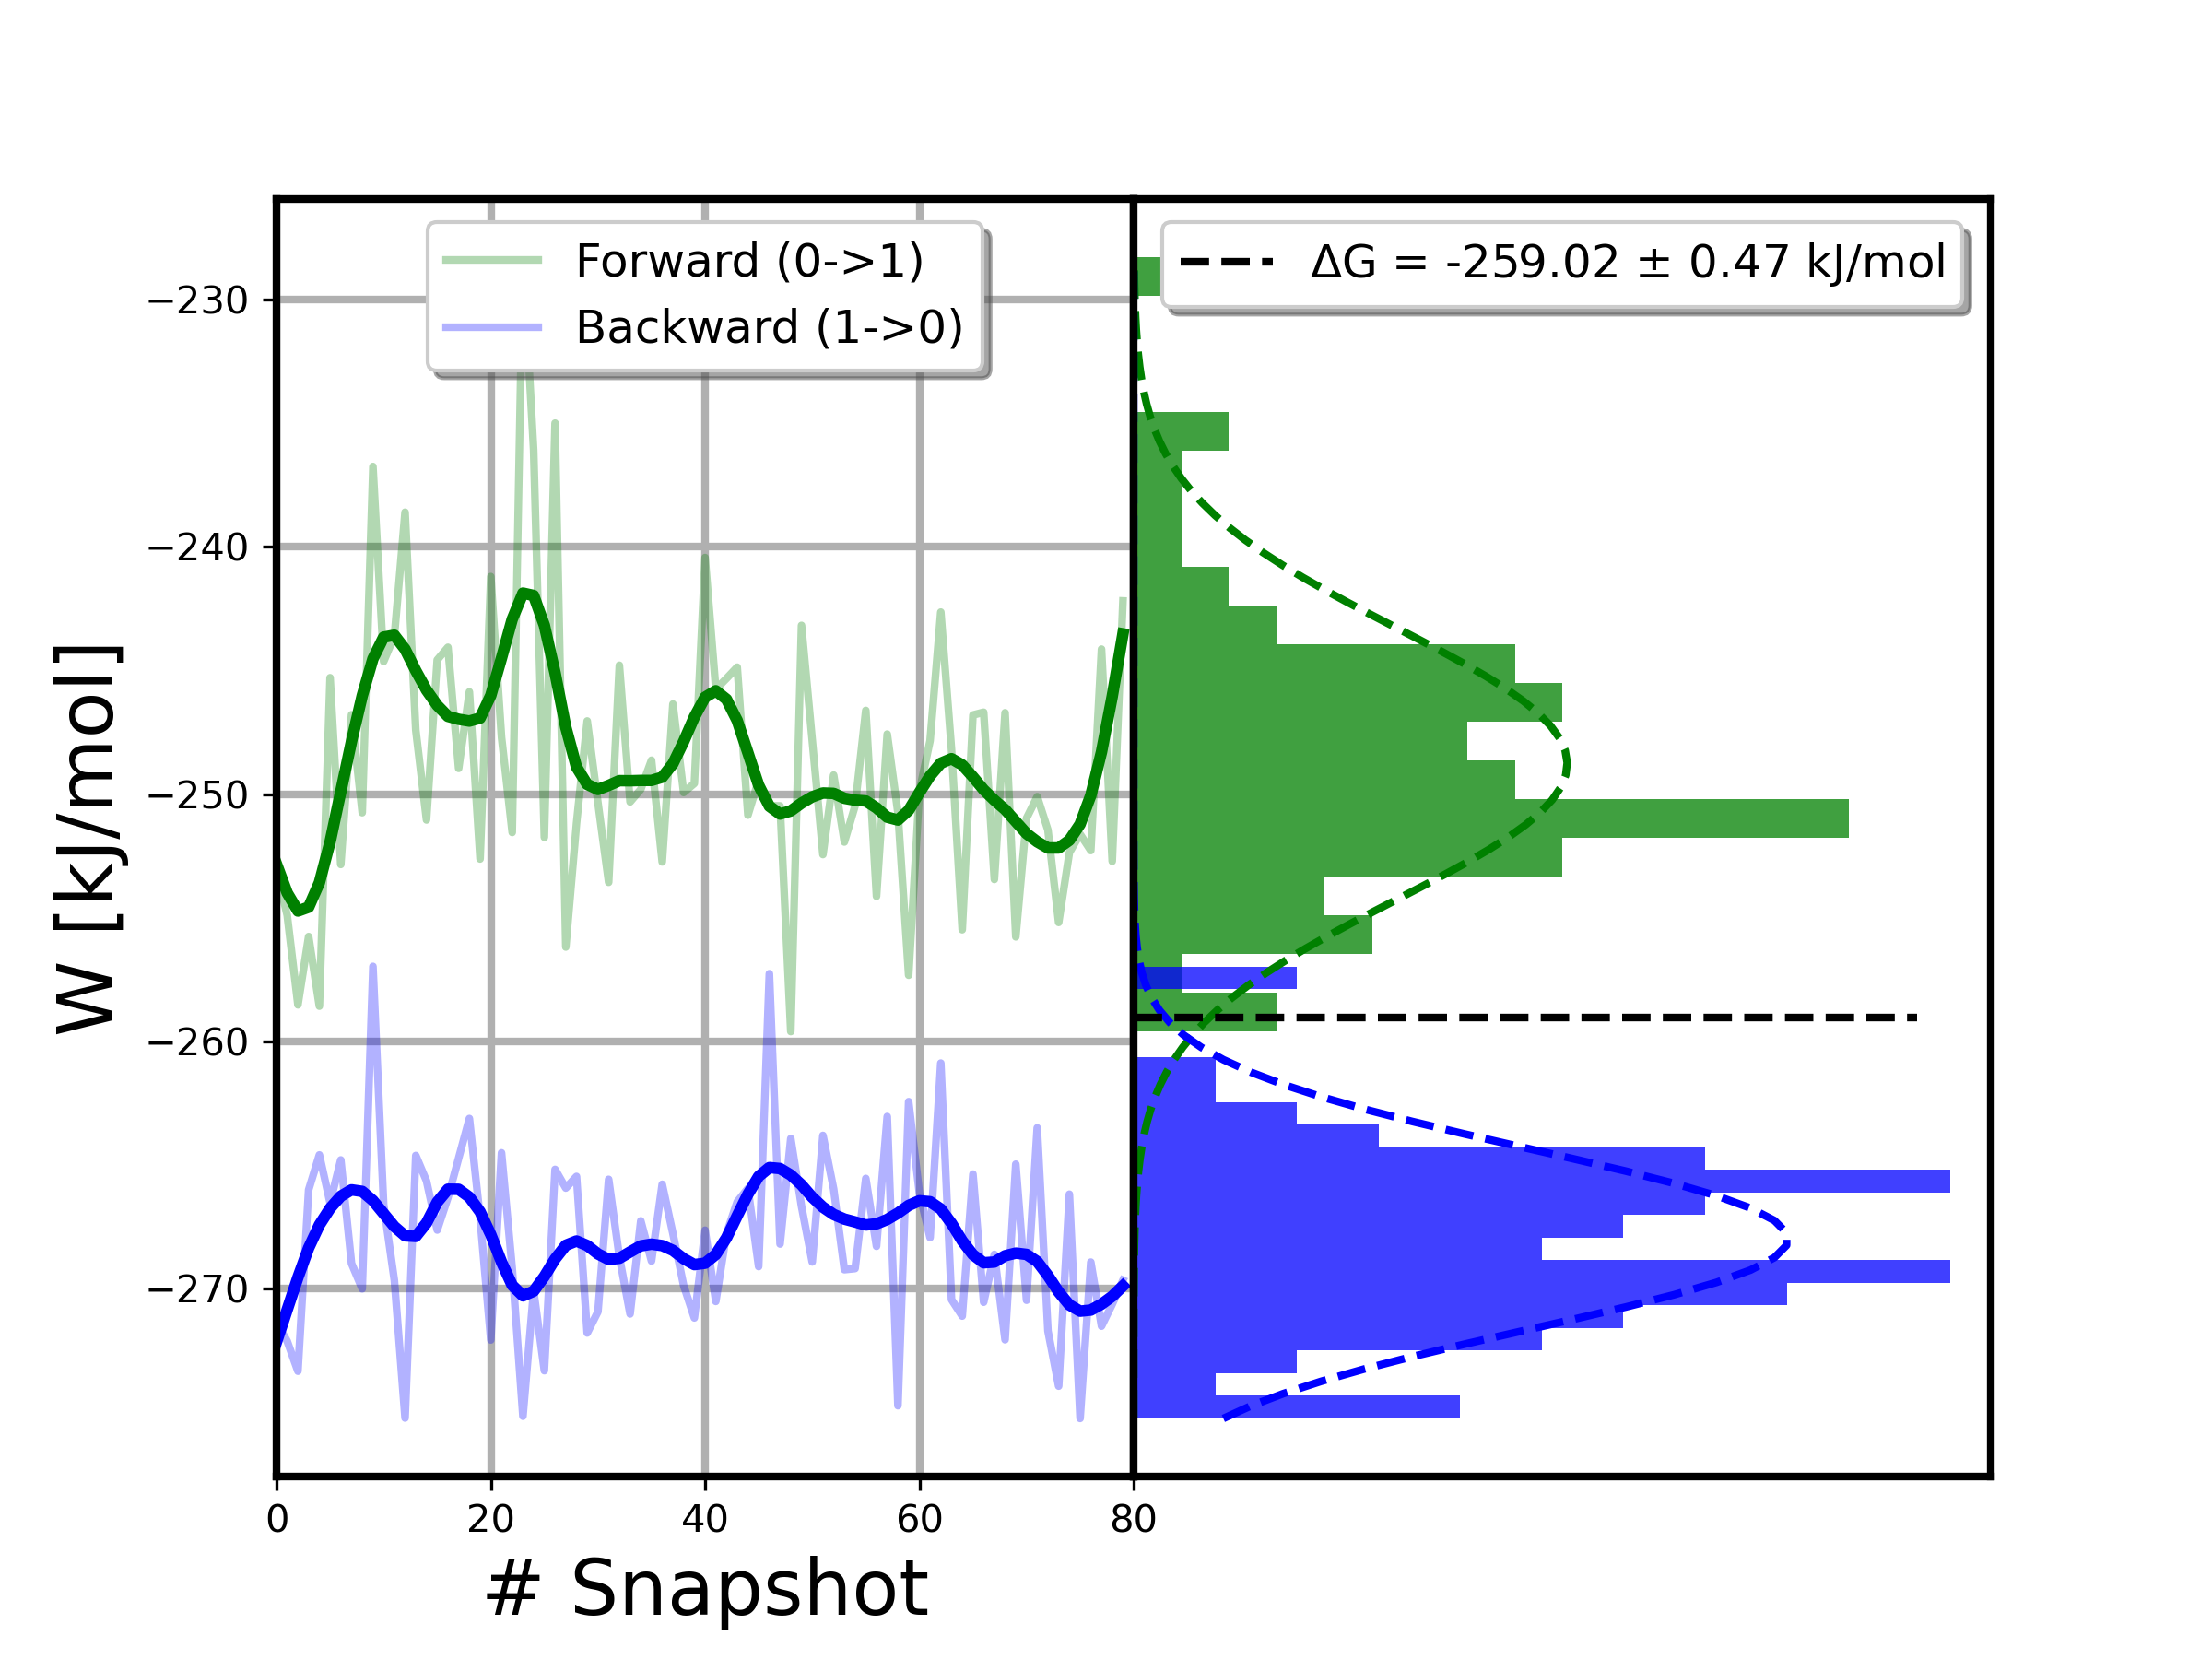 Forward (0->1)
Backward (1->0)
ΔG = -259.02 ± 0.47 kJ/mol
W [kJ/mol]
−230
−240
−250
−260
−270
0 20 40 60 80
# Snapshot